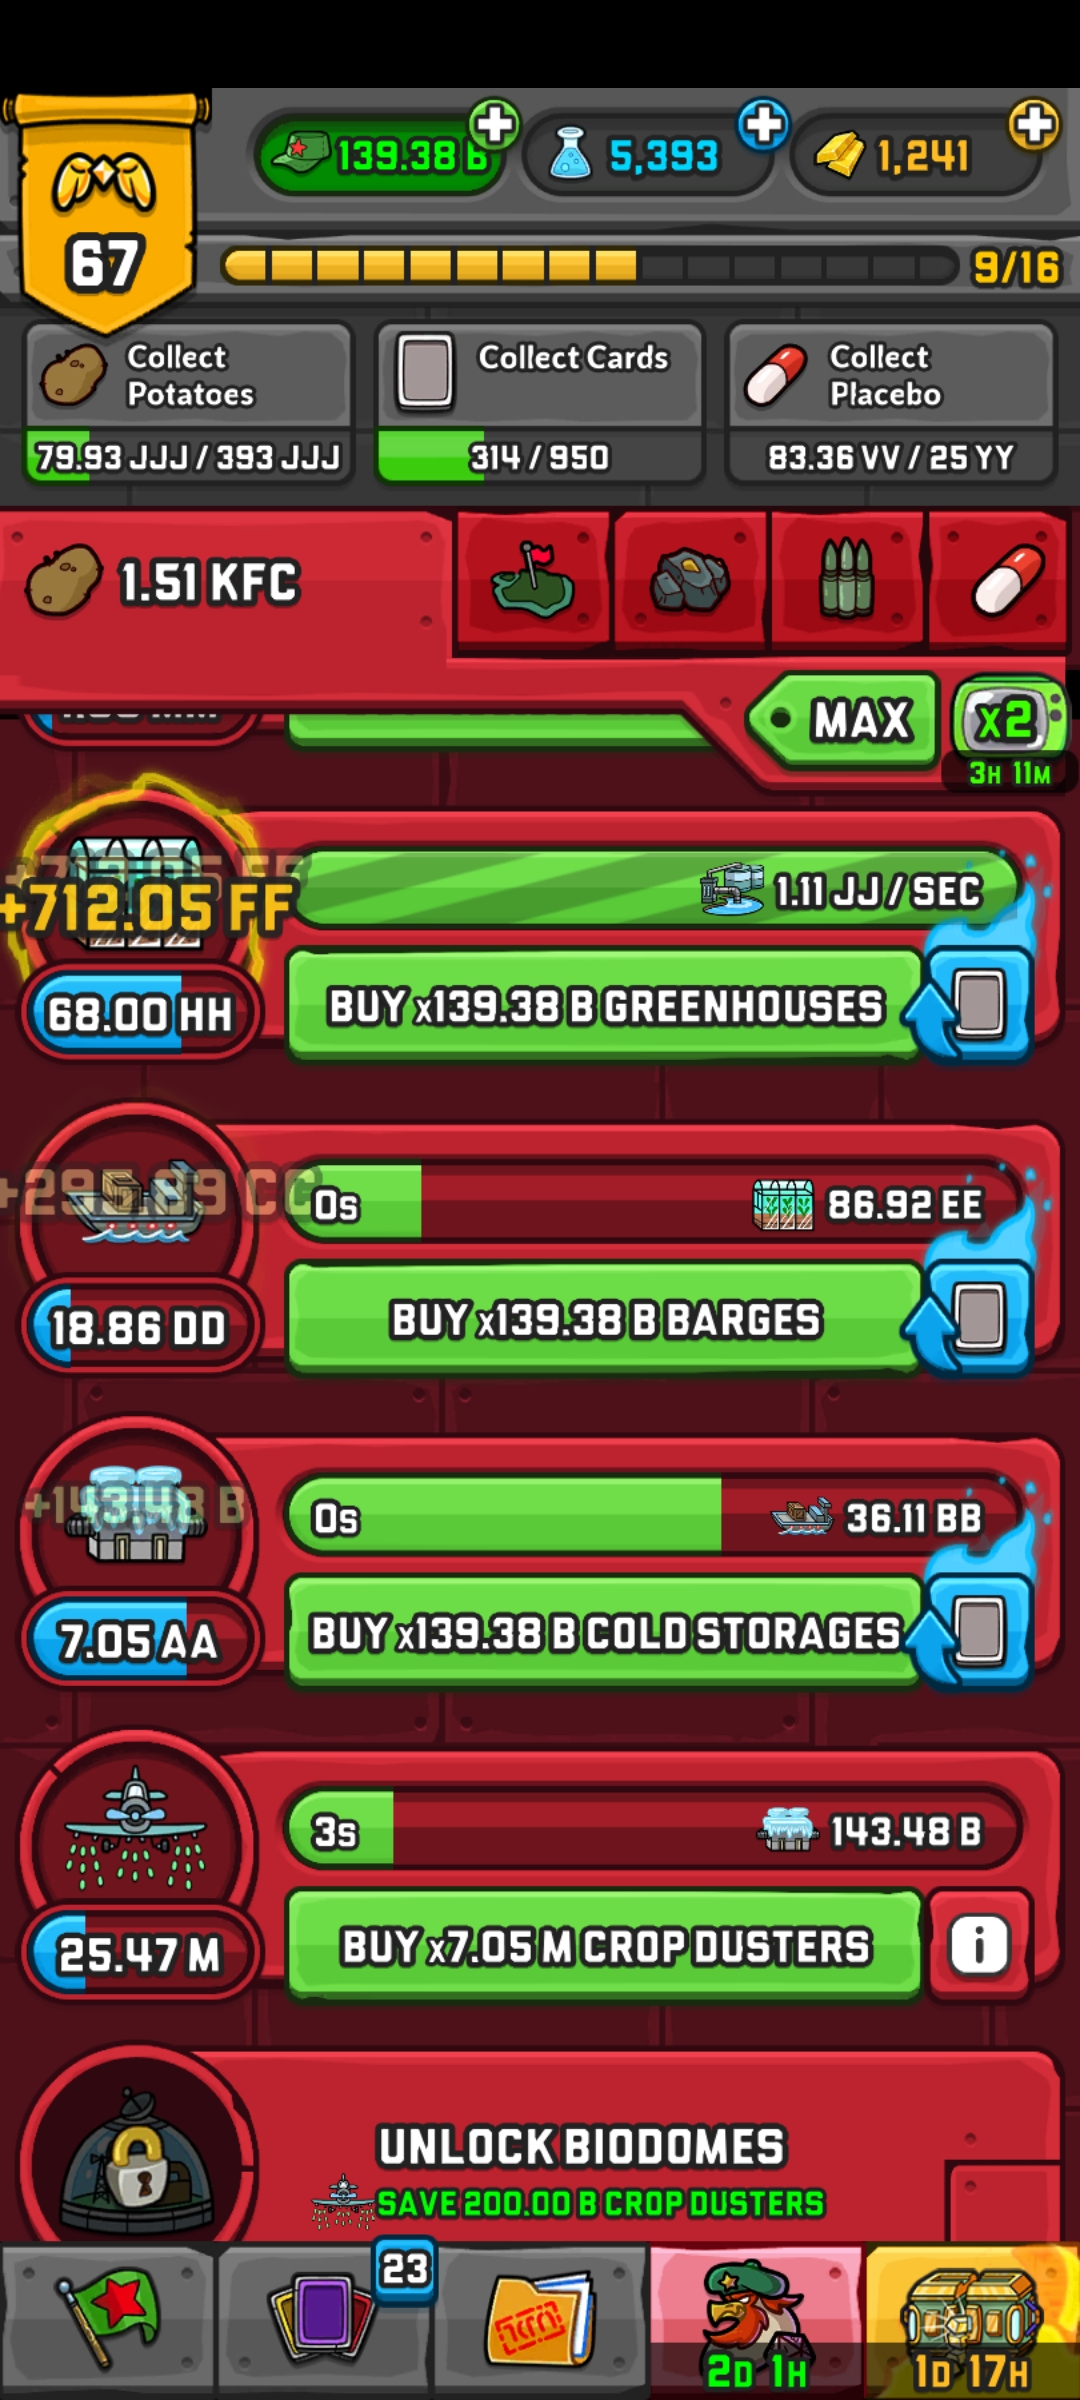 139.38 B
5,393
1,241
67
9/16
Collect
Potatoes
79.93 JJJ / 393 JJJ
Collect Cards
314 / 950
Collect
Placebo
83.36 VV / 25 YY
1.51 KFC
MAX
x2
3H 11M
+712.05 FF
1.11 JJ / SEC
68.00 HH
BUY x139.38 B GREENHOUSES
0s
86.92 EE
18.86 DD
BUY x139.38 B BARGES
+143.48 B
0s
36.11 BB
7.05 AA
BUY x139.38 B COLD STORAGES
3s
143.48 B
25.47 M
BUY x7.05 M CROP DUSTERS
i
UNLOCK BIODOMES
SAVE 200.00 B CROP DUSTERS
23
2D 1H
1D 17H